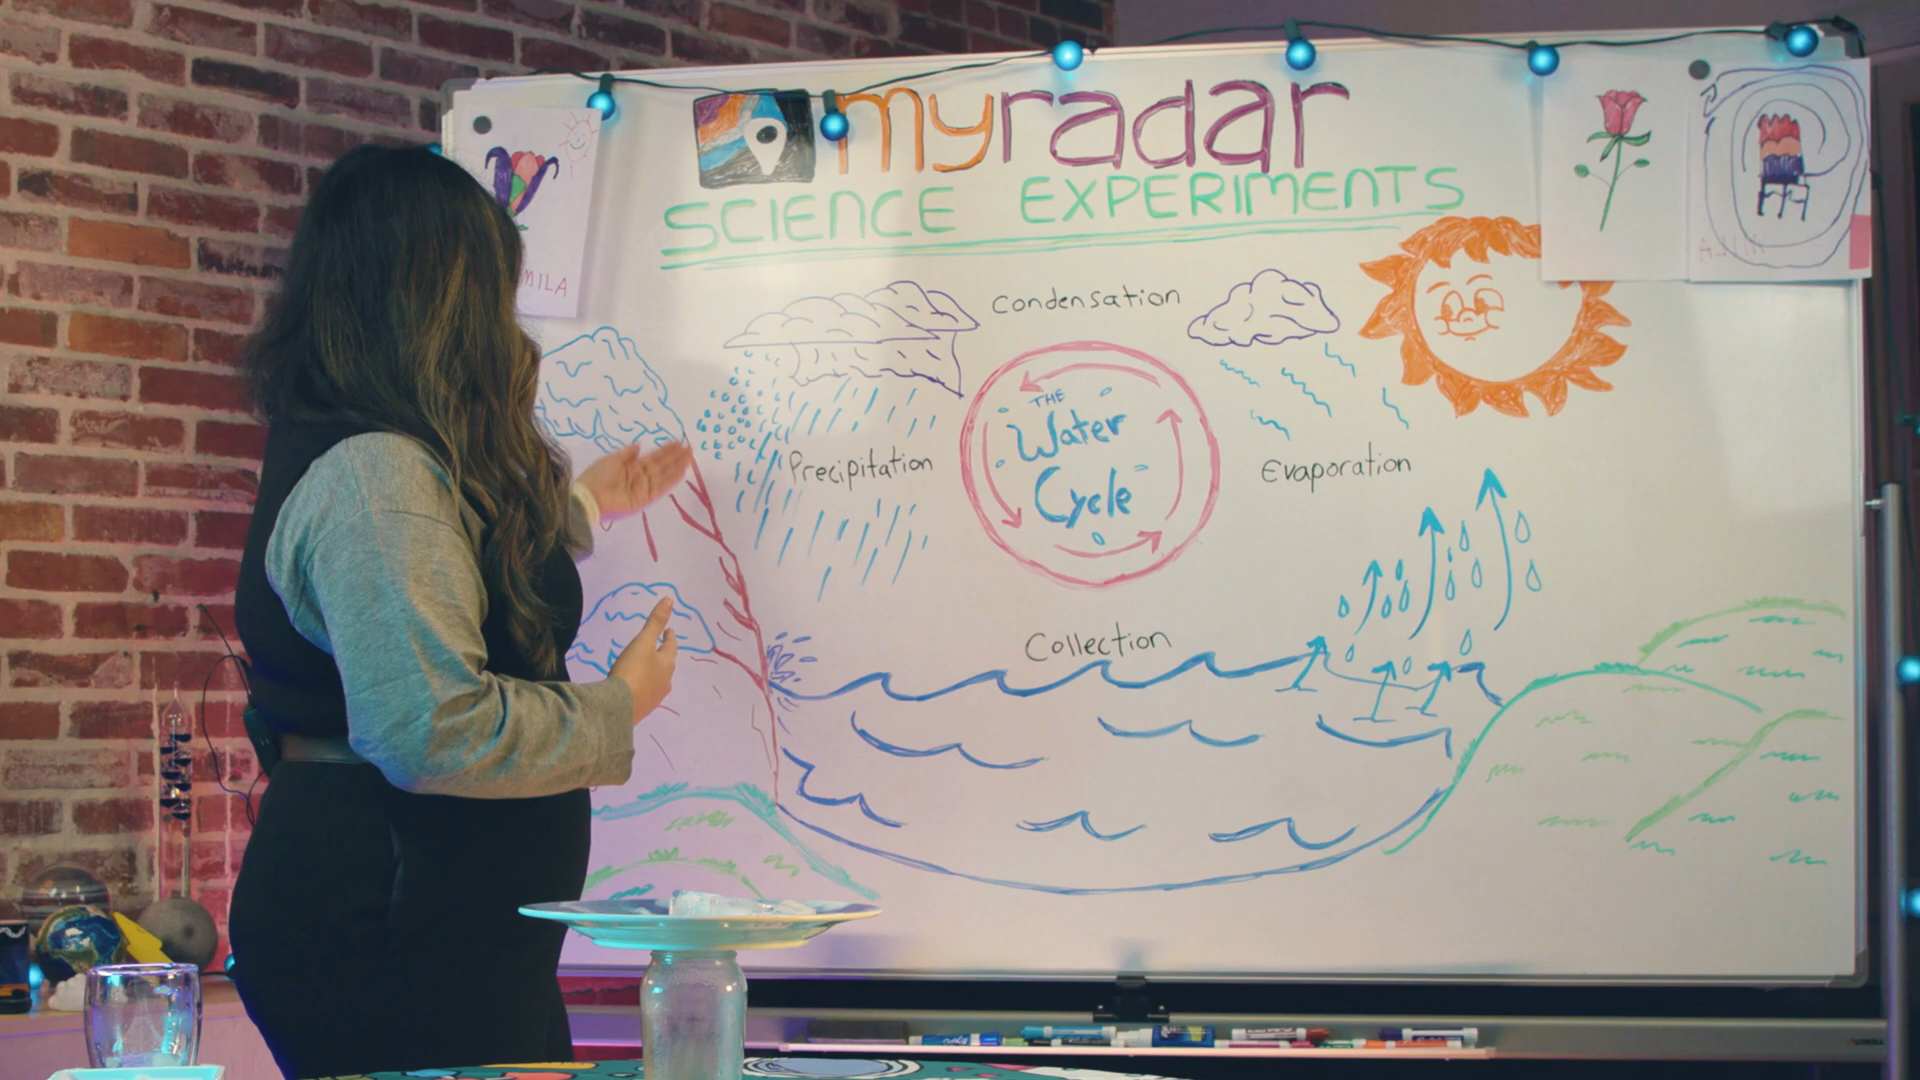 myradar
SCIENCE EXPERIMENTS
MILA
Condensation
THE
Water
Cycle
Precipitation
Evaporation
Collection